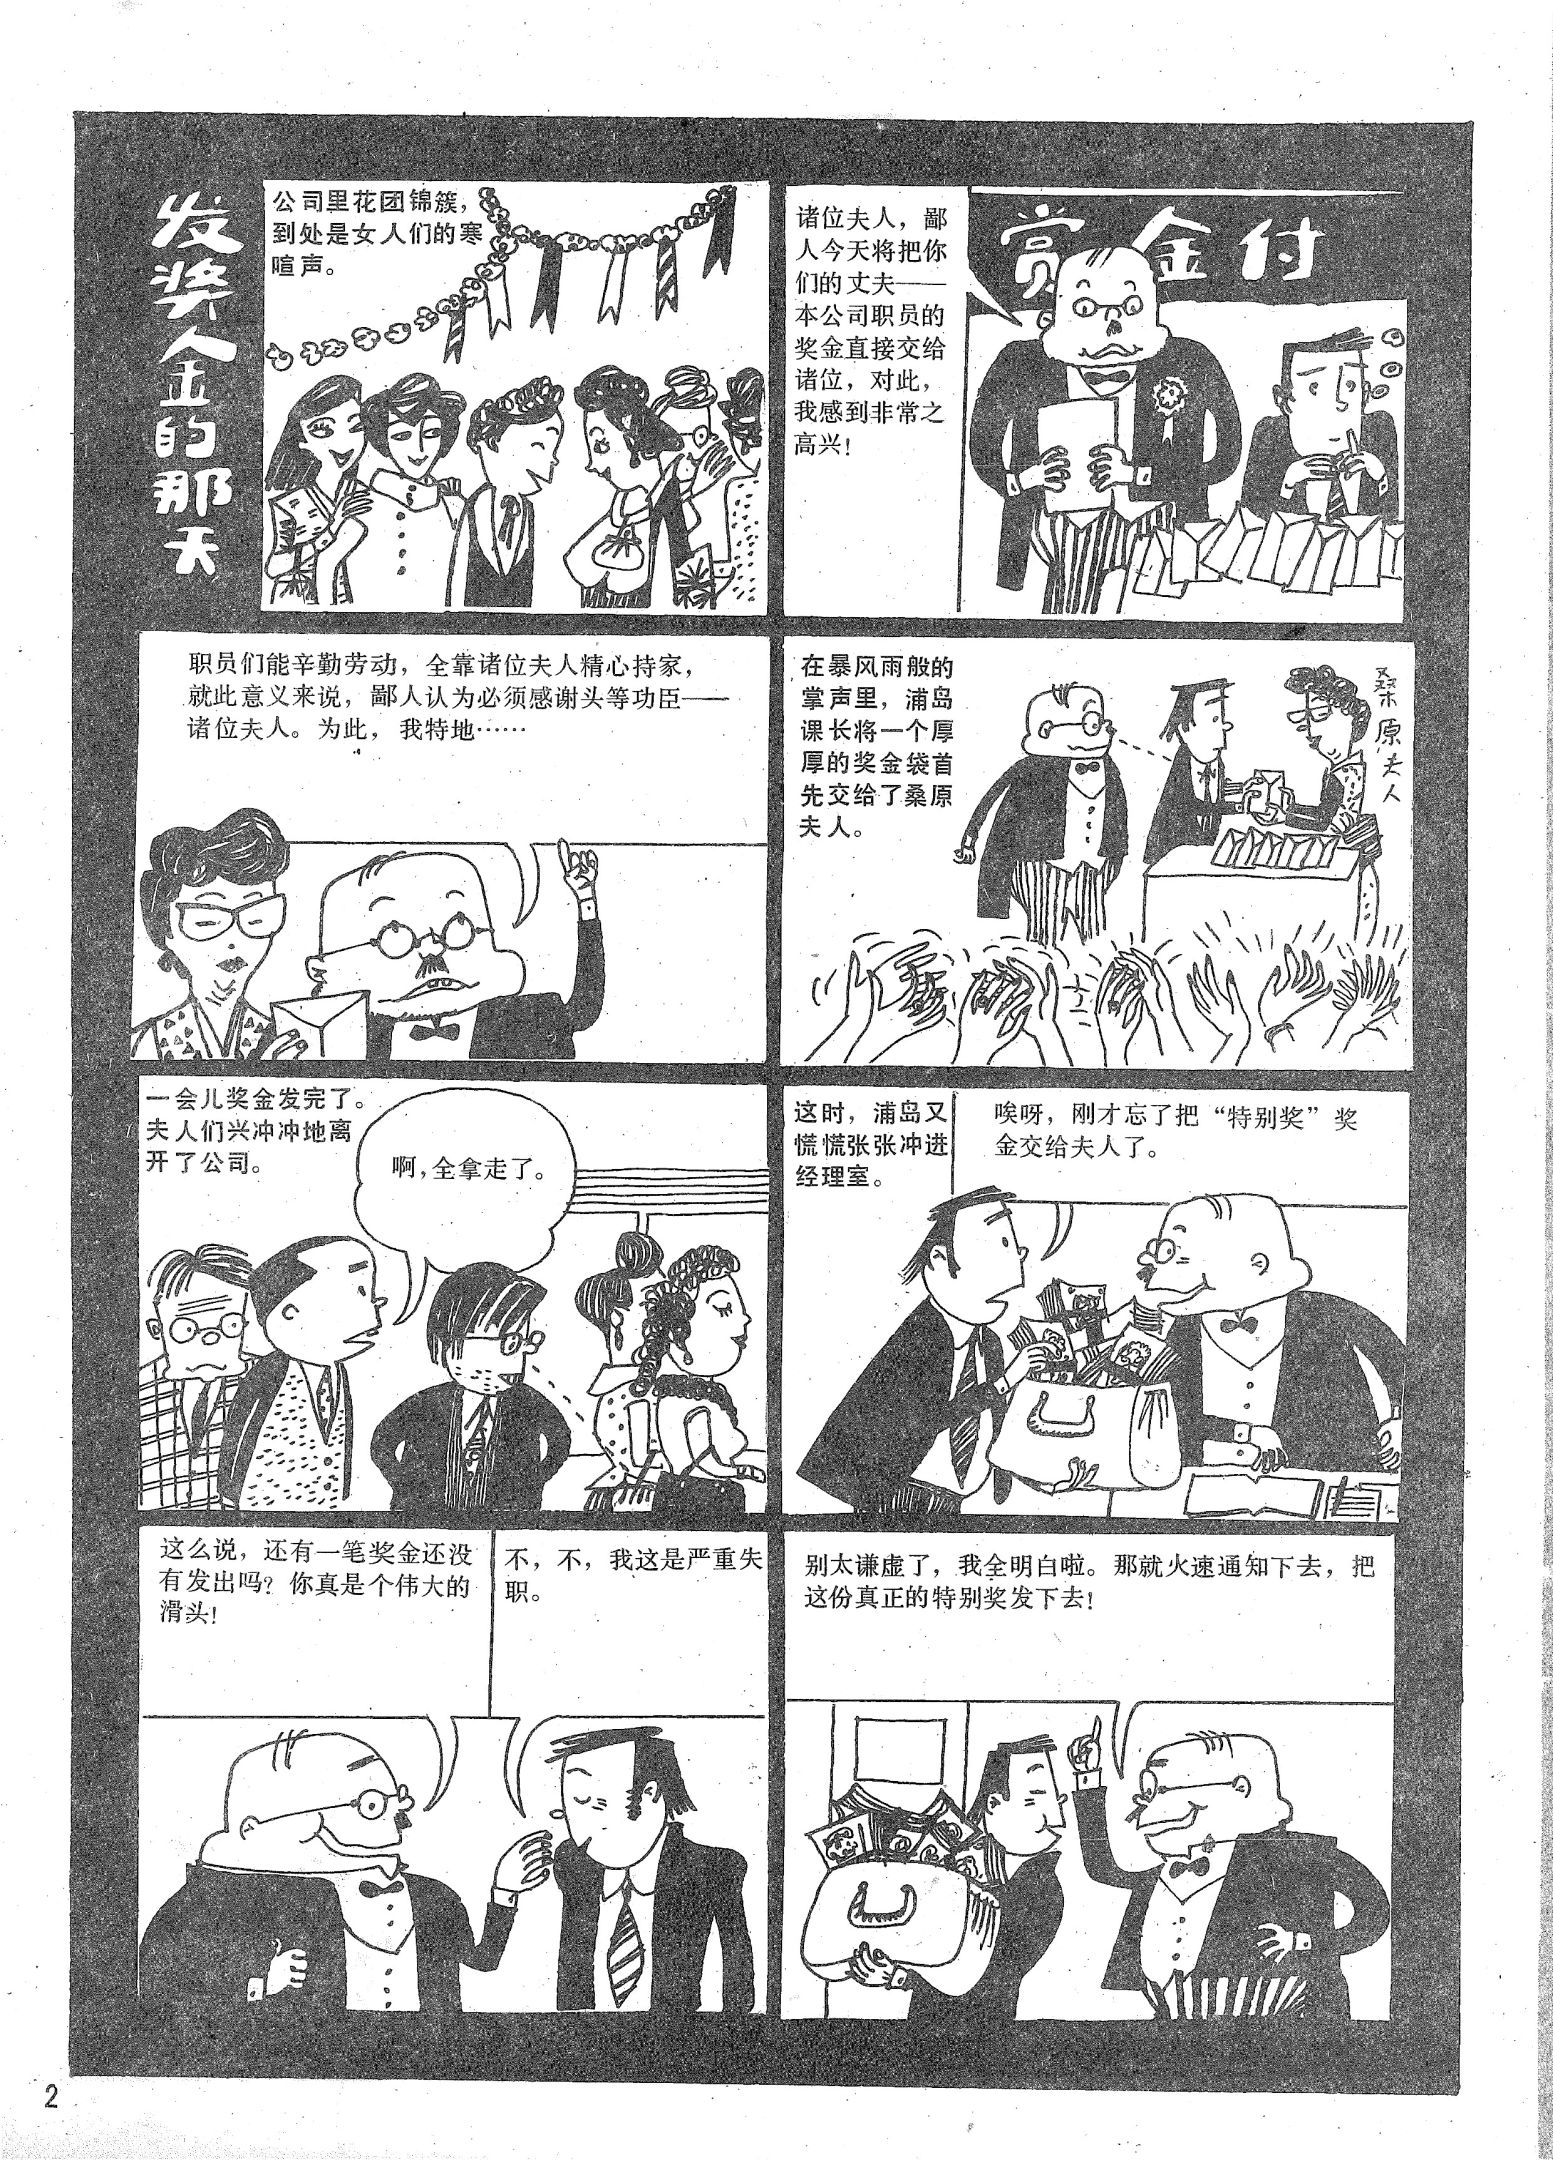 发奖金的那天
公司里花团锦簇，
到处是女人们的寒
喧声。
诸位夫人，鄙
人今天将把你
们的丈夫——
本公司职员的
奖金直接交给
诸位，对此，
我感到非常之
高兴！
赏金付
职员们能辛勤劳动，全靠诸位夫人精心持家，
就此意义来说，鄙人认为必须感谢头等功臣——
诸位夫人。为此，我特地……
在暴风雨般的
掌声里，浦岛
课长将一个厚
厚的奖金袋首
先交给了桑原
夫人。
桑原夫人
一会儿奖金发完了。
夫人们兴冲冲地离
开了公司。
啊，全拿走了。
这时，浦岛又
慌慌张张冲进
经理室。
唉呀，刚才忘了把“特别奖”奖
金交给夫人了。
这么说，还有一笔奖金还没
有发出吗？你真是个伟大的
滑头！
不，不，我这是严重失
职。
别太谦虚了，我全明白啦。那就火速通知下去，把
这份真正的特别奖发下去！
2